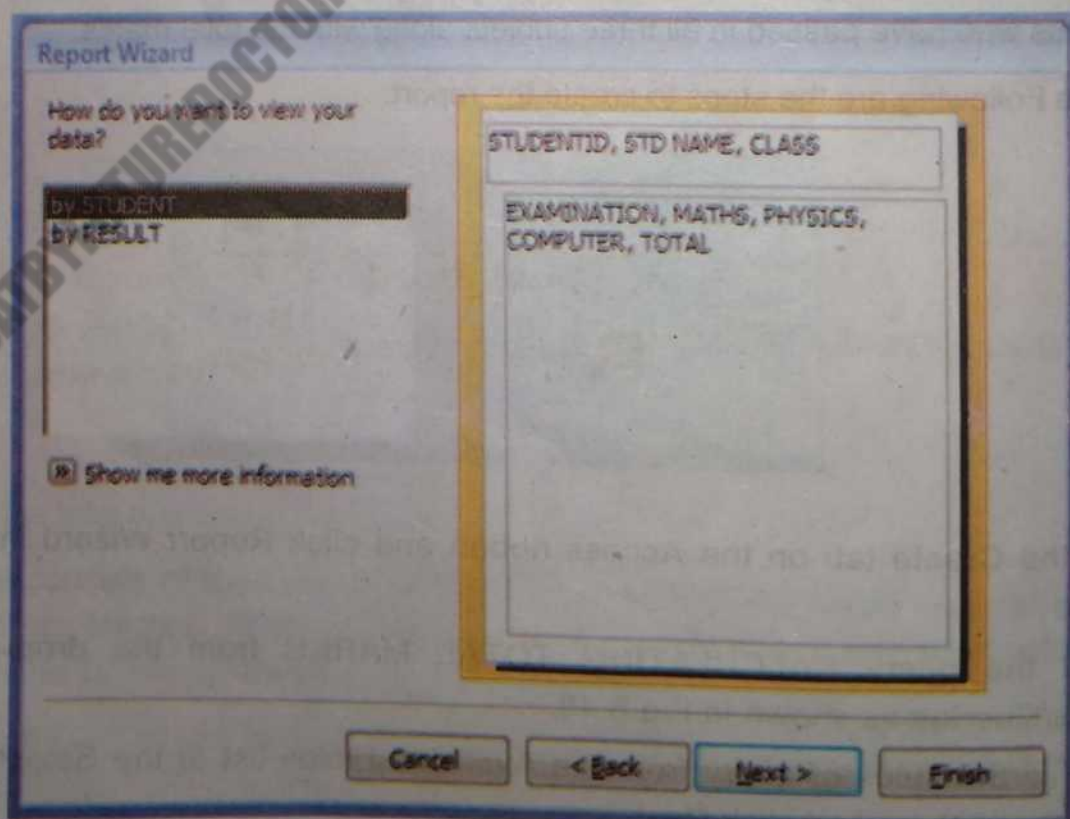 Report Wizard
How do you want to view your
data?
by STUDENT
by RESULT
Show me more information
STUDENTID, STD NAME, CLASS
EXAMINATION, MATHS, PHYSICS,
COMPUTER, TOTAL
Cancel
< Back
Next >
Finish